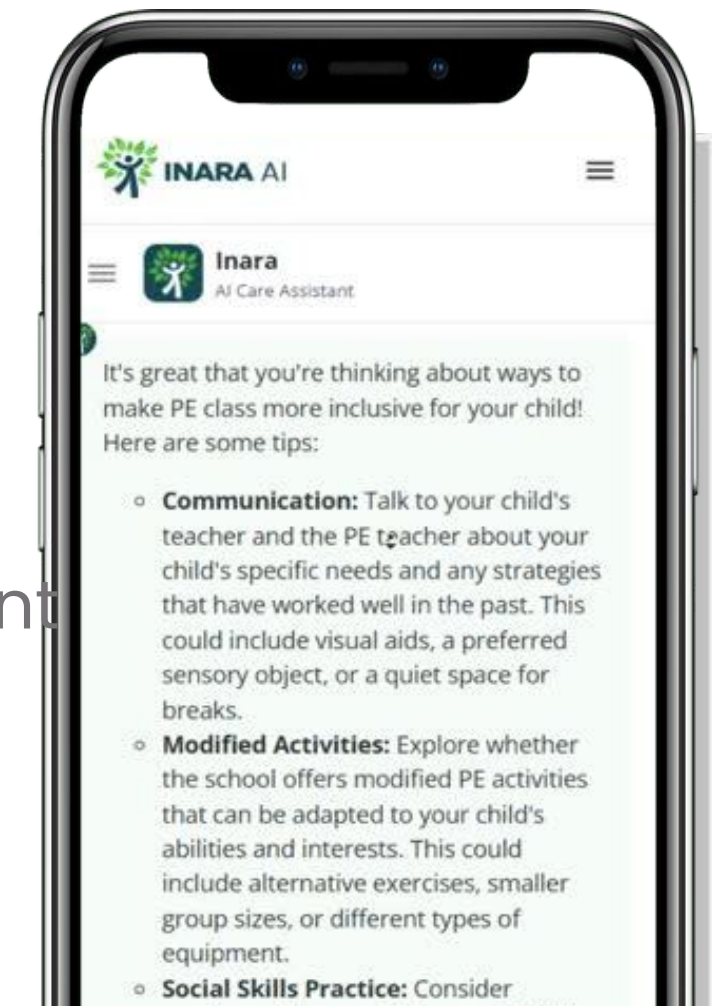 INARA AI
Inara
AI Care Assistant
It's great that you're thinking about ways to
make PE class more inclusive for your child!
Here are some tips:
Communication: Talk to your child's
teacher and the PE teacher about your
child's specific needs and any strategies
that have worked well in the past. This
could include visual aids, a preferred
sensory object, or a quiet space for
breaks.
Modified Activities: Explore whether
the school offers modified PE activities
that can be adapted to your child's
abilities and interests. This could
include alternative exercises, smaller
group sizes, or different types of
equipment.
Social Skills Practice: Consider